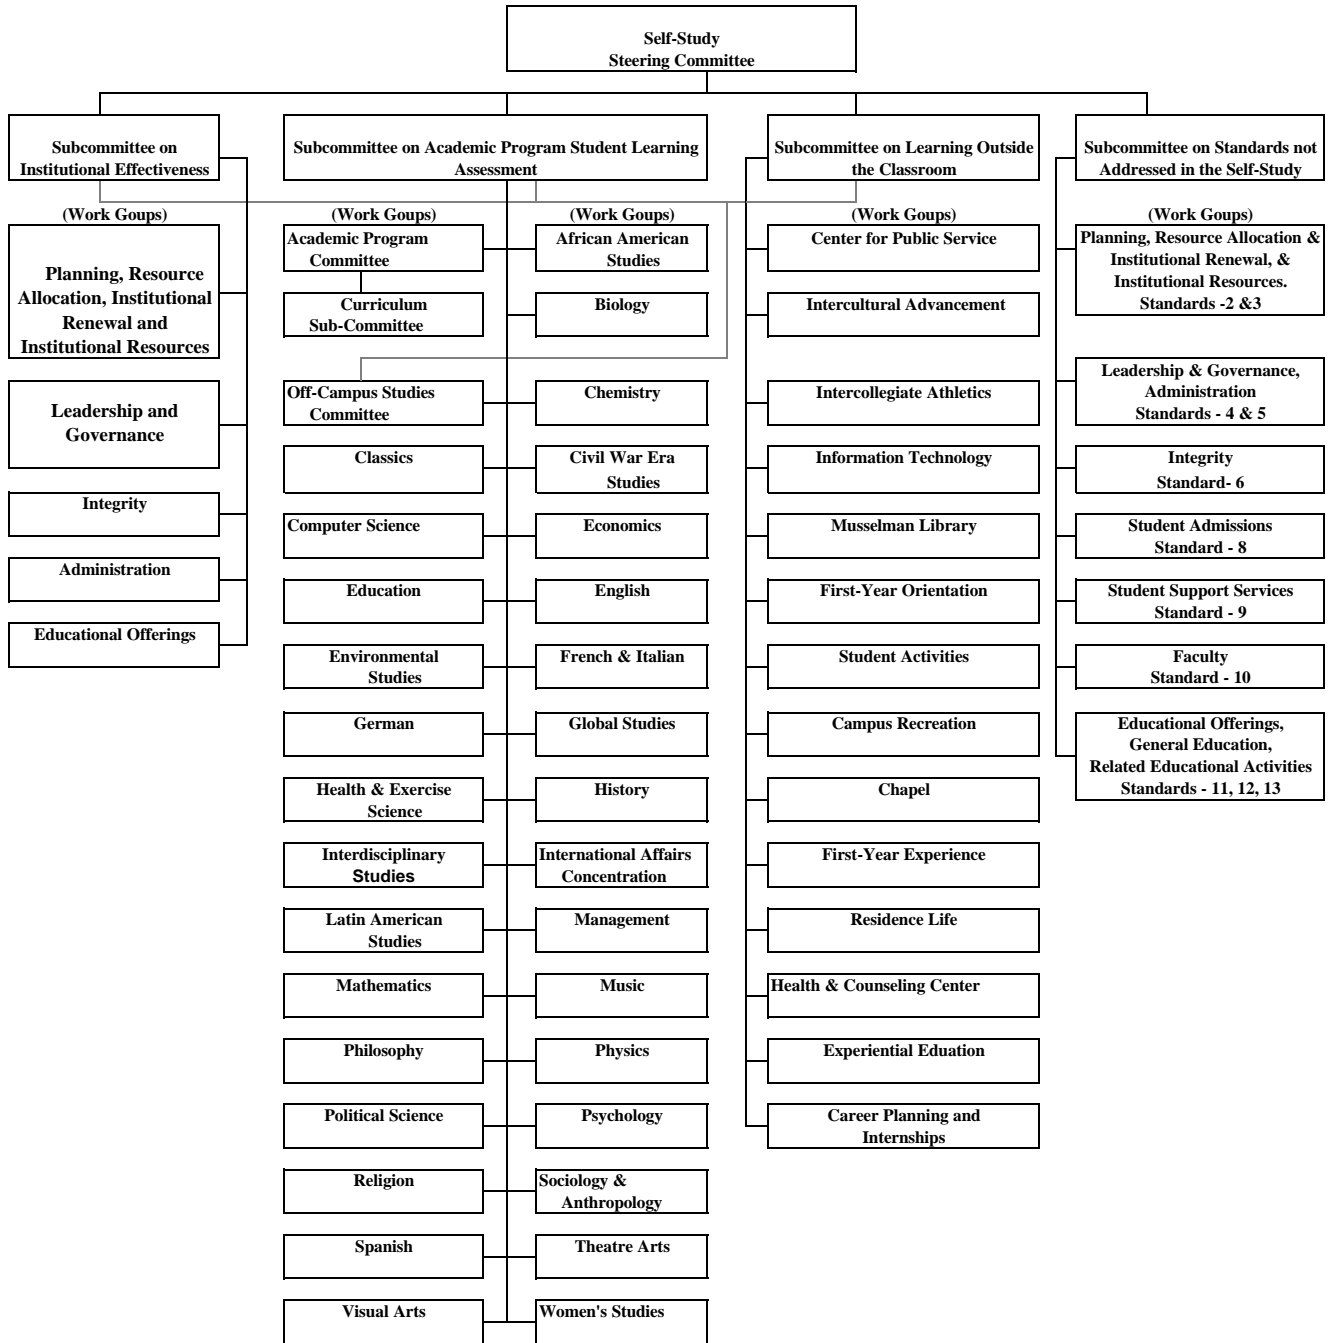 Self-Study
Steering Committee
Subcommittee on
Institutional Effectiveness
Subcommittee on Academic Program Student Learning
Assessment
Subcommittee on Learning Outside
the Classroom
Subcommittee on Standards not
Addressed in the Self-Study
(Work Goups)
Planning, Resource
Allocation, Institutional
Renewal and
Institutional Resources
Leadership and
Governance
Integrity
Administration
Educational Offerings
(Work Goups)
Academic Program
Committee
Curriculum
Sub-Committee
Off-Campus Studies
Committee
Classics
Computer Science
Education
Environmental
Studies
German
Health & Exercise
Science
Interdisciplinary
Studies
Latin American
Studies
Mathematics
Philosophy
Political Science
Religion
Spanish
Visual Arts
(Work Goups)
African American
Studies
Biology
Chemistry
Civil War Era
Studies
Economics
English
French & Italian
Global Studies
History
International Affairs
Concentration
Management
Music
Physics
Psychology
Sociology &
Anthropology
Theatre Arts
Women's Studies
(Work Goups)
Center for Public Service
Intercultural Advancement
Intercollegiate Athletics
Information Technology
Musselman Library
First-Year Orientation
Student Activities
Campus Recreation
Chapel
First-Year Experience
Residence Life
Health & Counseling Center
Experiential Eduation
Career Planning and
Internships
(Work Goups)
Planning, Resource Allocation &
Institutional Renewal, &
Institutional Resources.
Standards -2 &3
Leadership & Governance,
Administration
Standards - 4 & 5
Integrity
Standard- 6
Student Admissions
Standard - 8
Student Support Services
Standard - 9
Faculty
Standard - 10
Educational Offerings,
General Education,
Related Educational Activities
Standards - 11, 12, 13